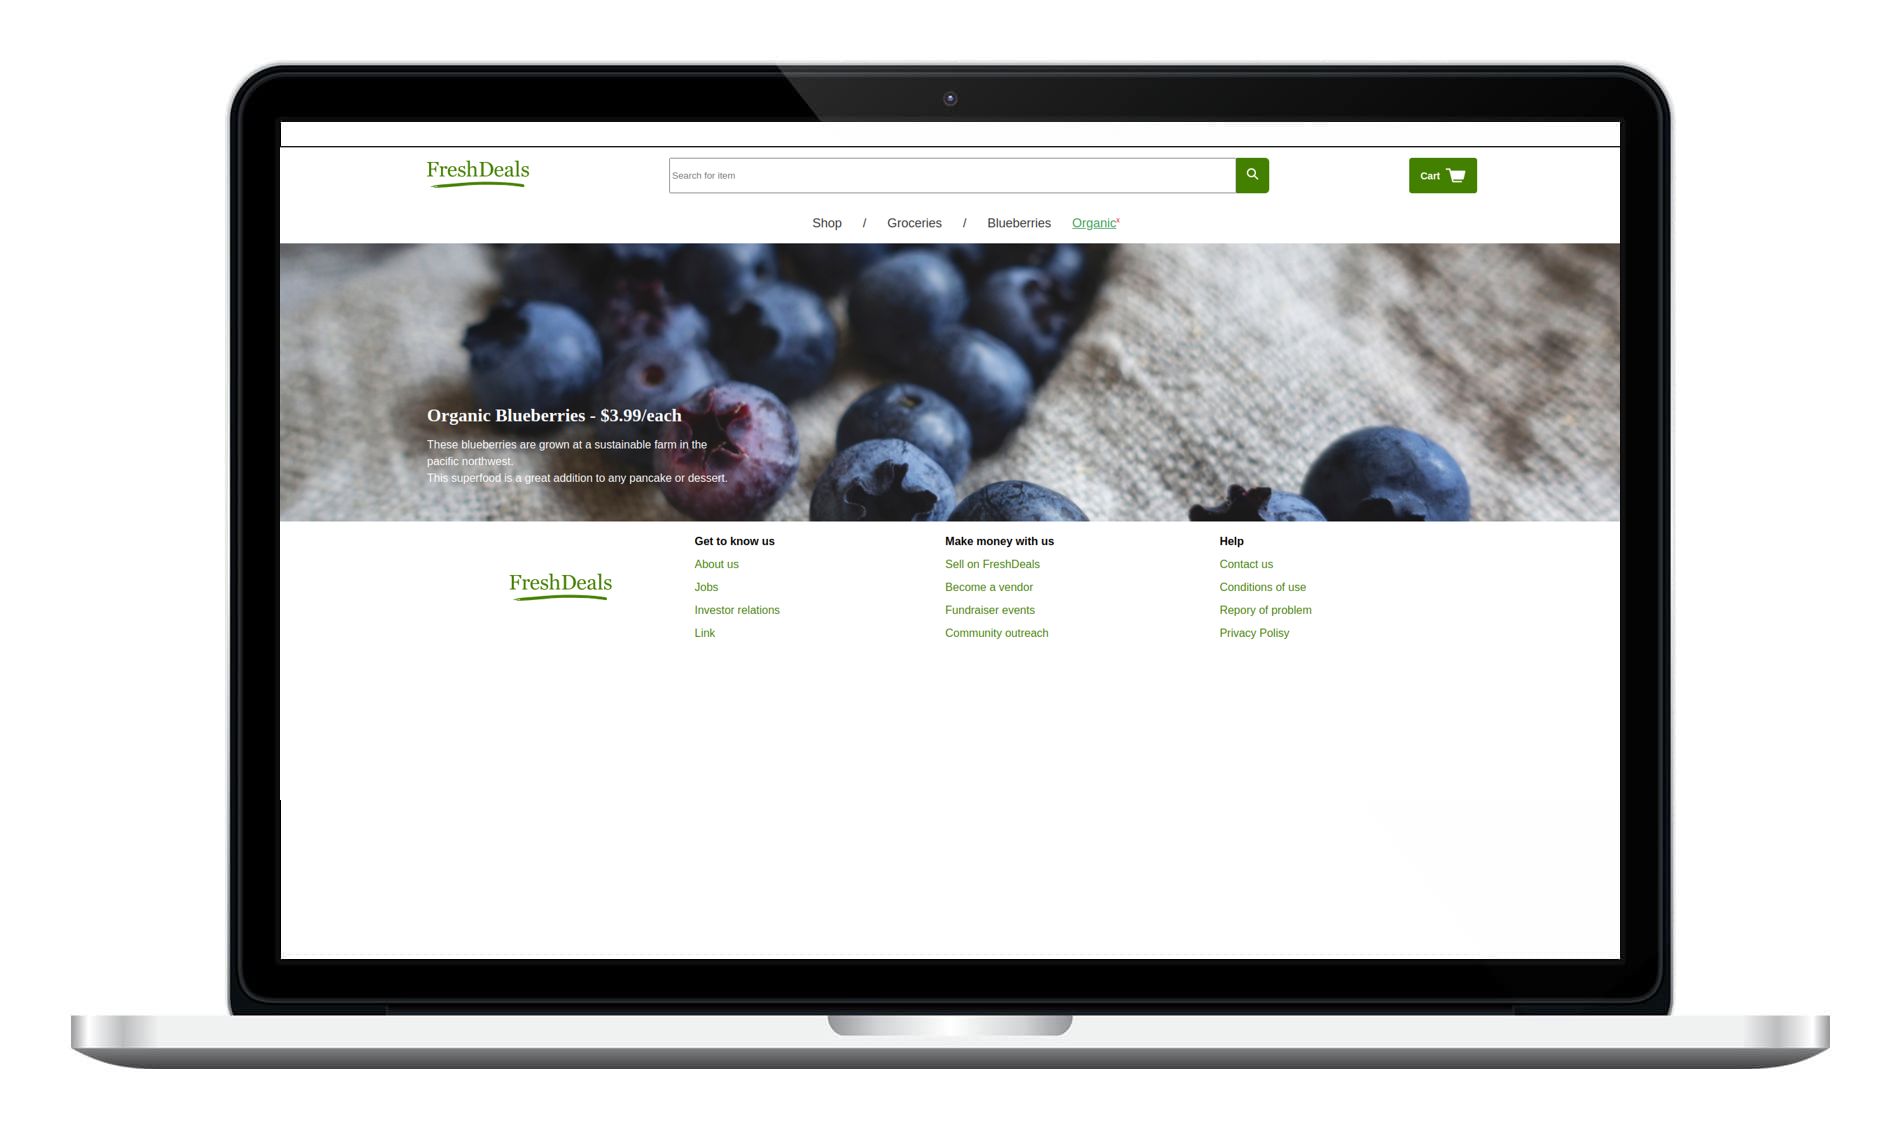 FreshDeals
Search for item
Cart
Shop / Groceries / Blueberries Organicx
Organic Blueberries - $3.99/each
These blueberries are grown at a sustainable farm in the
pacific northwest.
This superfood is a great addition to any pancake or dessert.
FreshDeals
Get to know us
About us
Jobs
Investor relations
Link
Make money with us
Sell on FreshDeals
Become a vendor
Fundraiser events
Community outreach
Help
Contact us
Conditions of use
Repory of problem
Privacy Polisy